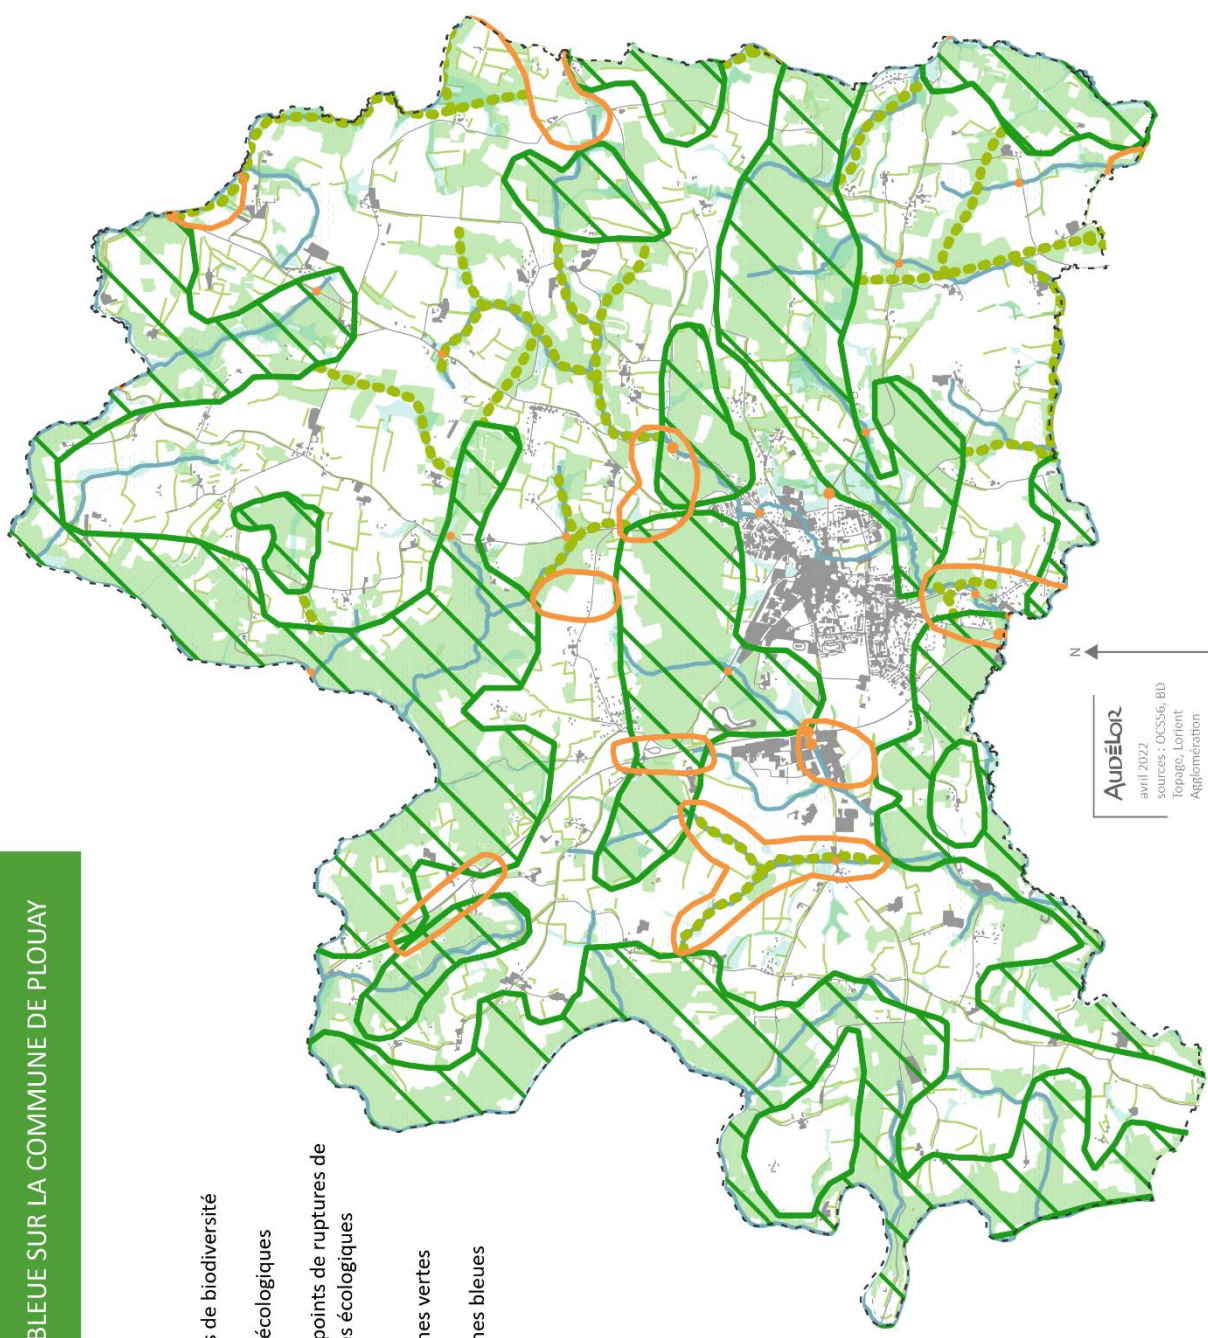 BLEUE SUR LA COMMUNE DE PLOUAY
s de biodiversité
écologiques
points de ruptures de
es écologiques
nes vertes
nes bleues
N
AUDÉLOR
avril 2022
sources : OCS56, BD
Topage, Lorient
Agglomération